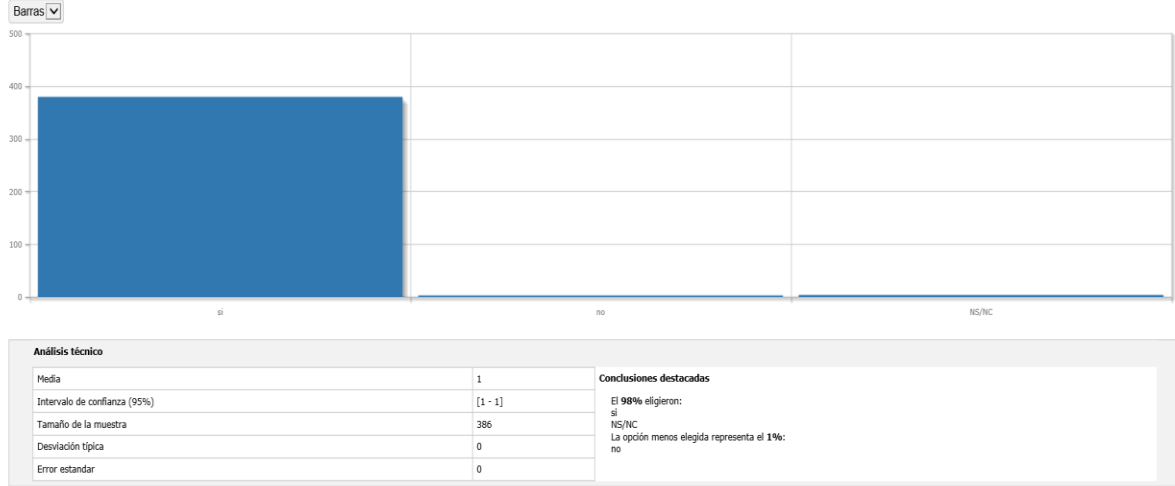 Barras
500
400
300
200
100
0
si
no
NS/NC
Análisis técnico
Media 1
Intervalo de confianza (95%) [1 - 1]
Tamaño de la muestra 386
Desviación típica 0
Error estandar 0
Conclusiones destacadas
El 98% eligieron:
si
NS/NC
La opción menos elegida representa el 1%:
no